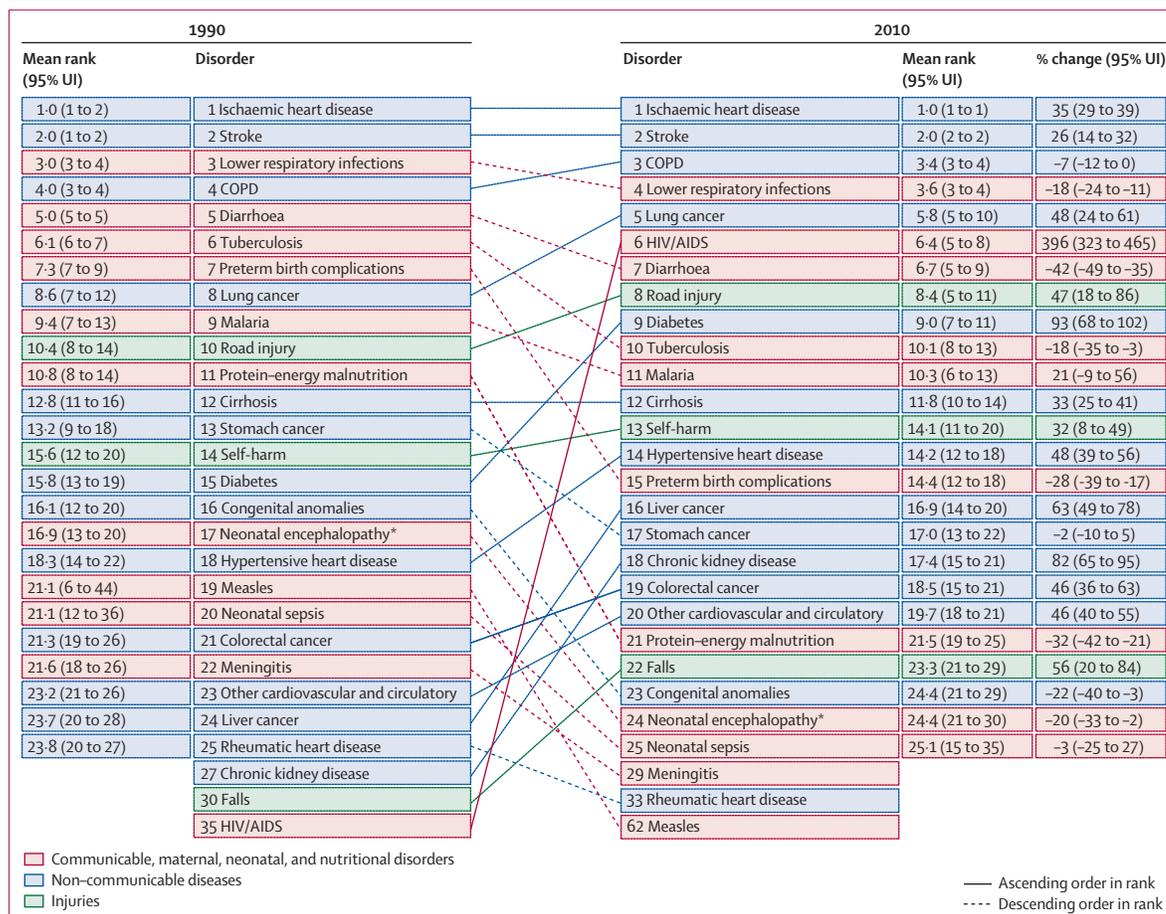 1990 2010
Mean rank (95% UI) Disorder Disorder Mean rank (95% UI) % change (95% UI)
1·0 (1 to 2) 1 Ischaemic heart disease 1 Ischaemic heart disease 1·0 (1 to 1) 35 (29 to 39)
2·0 (1 to 2) 2 Stroke 2 Stroke 2·0 (2 to 2) 26 (14 to 32)
3·0 (3 to 4) 3 Lower respiratory infections 3 COPD 3·4 (3 to 4) –7 (–12 to 0)
4·0 (3 to 4) 4 COPD 4 Lower respiratory infections 3·6 (3 to 4) –18 (–24 to –11)
5·0 (5 to 5) 5 Diarrhoea 5 Lung cancer 5·8 (5 to 10) 48 (24 to 61)
6·1 (6 to 7) 6 Tuberculosis 6 HIV/AIDS 6·4 (5 to 8) 396 (323 to 465)
7·3 (7 to 9) 7 Preterm birth complications 7 Diarrhoea 6·7 (5 to 9) –42 (–49 to –35)
8·6 (7 to 12) 8 Lung cancer 8 Road injury 8·4 (5 to 11) 47 (18 to 86)
9·4 (7 to 13) 9 Malaria 9 Diabetes 9·0 (7 to 11) 93 (68 to 102)
10·4 (8 to 14) 10 Road injury 10 Tuberculosis 10·1 (8 to 13) –18 (–35 to –3)
10·8 (8 to 14) 11 Protein–energy malnutrition 11 Malaria 10·3 (6 to 13) 21 (–9 to 56)
12·8 (11 to 16) 12 Cirrhosis 12 Cirrhosis 11·8 (10 to 14) 33 (25 to 41)
13·2 (9 to 18) 13 Stomach cancer 13 Self-harm 14·1 (11 to 20) 32 (8 to 49)
15·6 (12 to 20) 14 Self-harm 14 Hypertensive heart disease 14·2 (12 to 18) 48 (39 to 56)
15·8 (13 to 19) 15 Diabetes 15 Preterm birth complications 14·4 (12 to 18) –28 (-39 to -17)
16·1 (12 to 20) 16 Congenital anomalies 16 Liver cancer 16·9 (14 to 20) 63 (49 to 78)
16·9 (13 to 20) 17 Neonatal encephalopathy* 17 Stomach cancer 17·0 (13 to 22) –2 (–10 to 5)
18·3 (14 to 22) 18 Hypertensive heart disease 18 Chronic kidney disease 17·4 (15 to 21) 82 (65 to 95)
21·1 (6 to 44) 19 Measles 19 Colorectal cancer 18·5 (15 to 21) 46 (36 to 63)
21·1 (12 to 36) 20 Neonatal sepsis 20 Other cardiovascular and circulatory 19·7 (18 to 21) 46 (40 to 55)
21·3 (19 to 26) 21 Colorectal cancer 21 Protein–energy malnutrition 21·5 (19 to 25) –32 (–42 to –21)
21·6 (18 to 26) 22 Meningitis 22 Falls 23·3 (21 to 29) 56 (20 to 84)
23·2 (21 to 26) 23 Other cardiovascular and circulatory 23 Congenital anomalies 24·4 (21 to 29) –22 (–40 to –3)
23·7 (20 to 28) 24 Liver cancer 24 Neonatal encephalopathy* 24·4 (21 to 30) –20 (–33 to –2)
23·8 (20 to 27) 25 Rheumatic heart disease 25 Neonatal sepsis 25·1 (15 to 35) –3 (–25 to 27)
27 Chronic kidney disease 29 Meningitis
30 Falls 33 Rheumatic heart disease
35 HIV/AIDS 62 Measles
Communicable, maternal, neonatal, and nutritional disorders
Non–communicable diseases
Injuries
Ascending order in rank
Descending order in rank